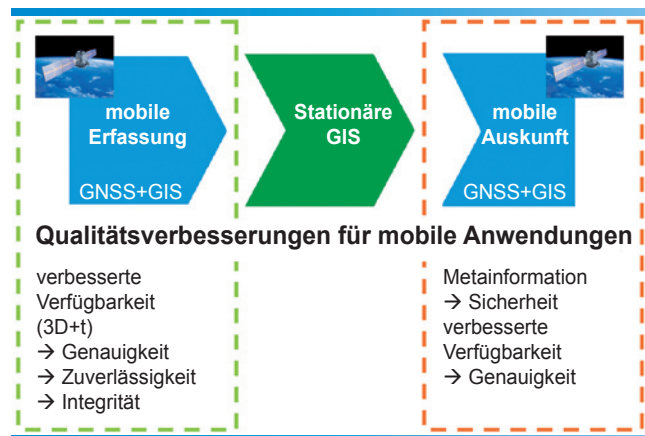 mobile
Erfassung
GNSS+GIS
Stationäre
GIS
mobile
Auskunft
GNSS+GIS
Qualitätsverbesserungen für mobile Anwendungen
verbesserte
Verfügbarkeit
(3D+t)
→ Genauigkeit
→ Zuverlässigkeit
→ Integrität
Metainformation
→ Sicherheit
verbesserte
Verfügbarkeit
→ Genauigkeit